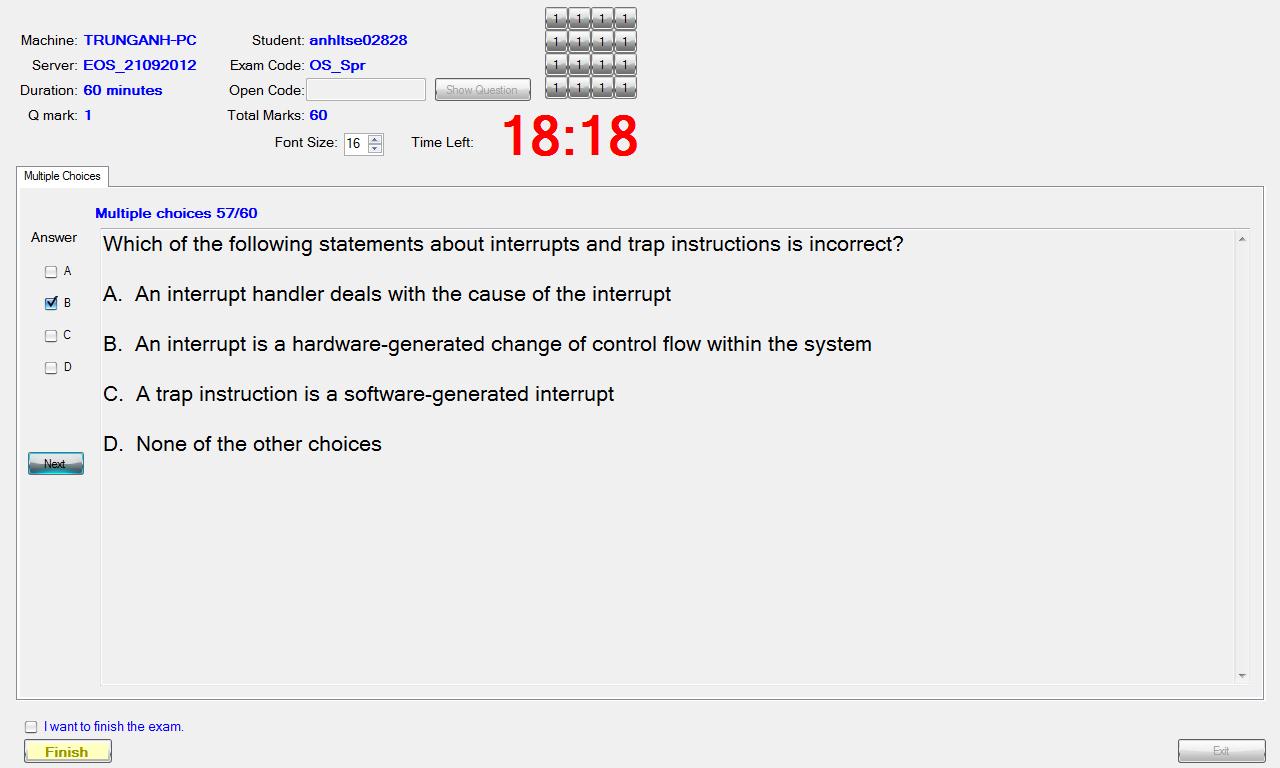 Machine: TRUNGANH-PC Student: anhltse02828
Server: EOS_21092012 Exam Code: OS_Spr
Duration: 60 minutes Open Code: Show Question
Q mark: 1 Total Marks: 60
1 1 1 1
1 1 1 1
1 1 1 1
1 1 1 1
Font Size: 16 Time Left: 18:18
Multiple Choices
Multiple choices 57/60
Answer
A
B
C
D
Next
Which of the following statements about interrupts and trap instructions is incorrect?
A. An interrupt handler deals with the cause of the interrupt
B. An interrupt is a hardware-generated change of control flow within the system
C. A trap instruction is a software-generated interrupt
D. None of the other choices
I want to finish the exam.
Finish
Exit